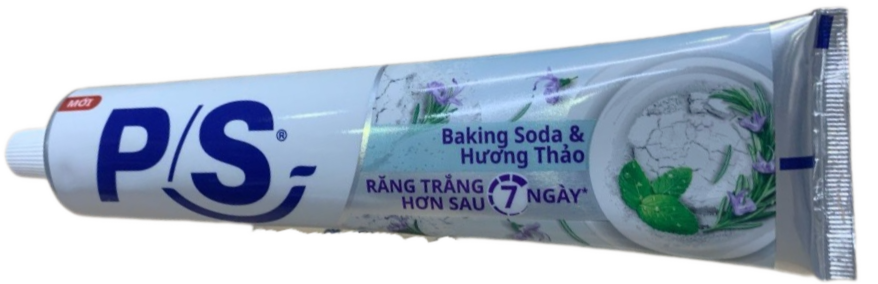 MỚI
P/S®
Baking Soda &
Hương Thảo
RĂNG TRẮNG
HƠN SAU 7 NGÀY*